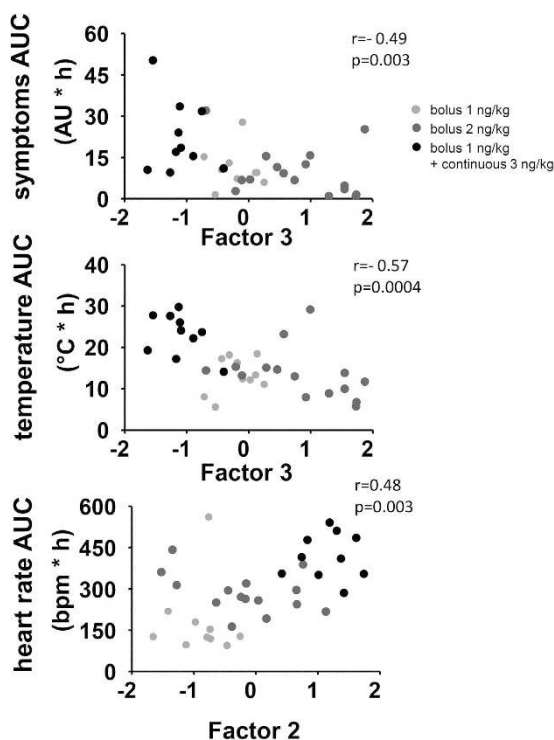 symptoms AUC
(AU * h)
60
45
30
15
0
-2 -1 0 1 2
Factor 3
r=- 0.49
p=0.003
bolus 1 ng/kg
bolus 2 ng/kg
bolus 1 ng/kg
+ continuous 3 ng/kg
temperature AUC
(°C * h)
40
30
20
10
0
-2 -1 0 1 2
Factor 3
r=- 0.57
p=0.0004
heart rate AUC
(bpm * h)
600
450
300
150
0
-2 -1 0 1 2
Factor 2
r=0.48
p=0.003